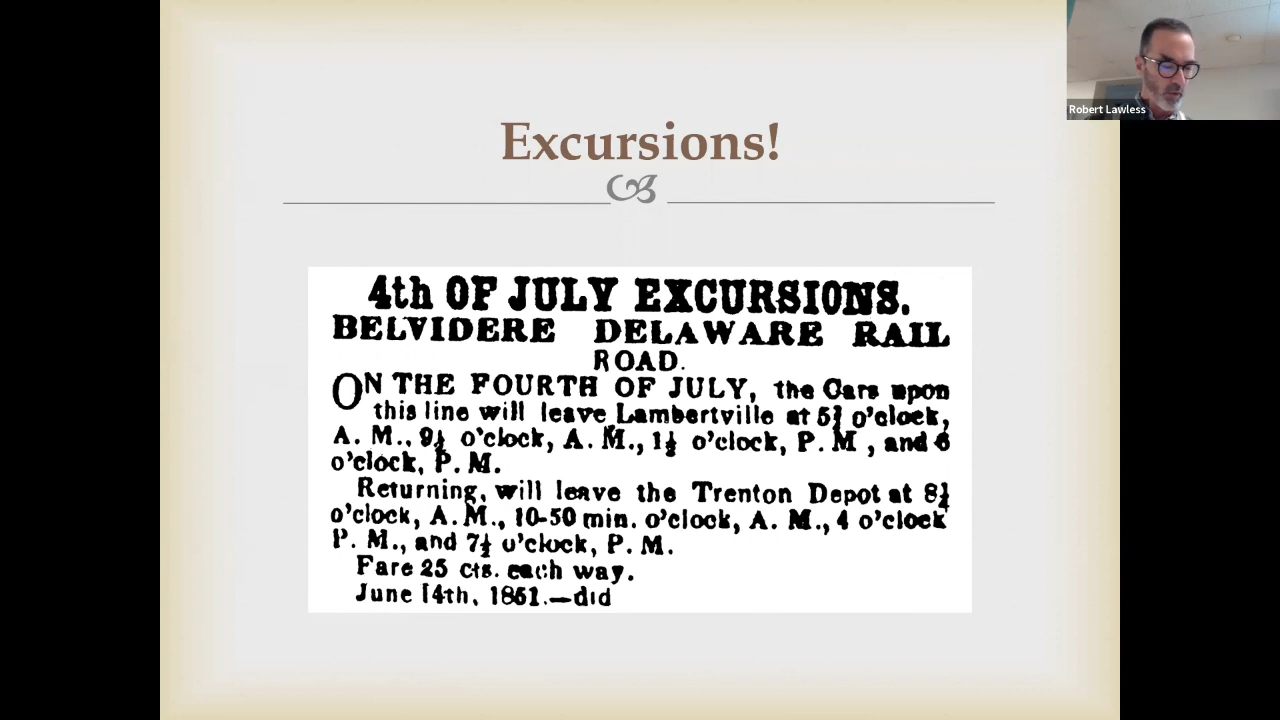 Robert Lawless
Excursions!
4th OF JULY EXCURSIONS.
BELVIDERE DELAWARE RAIL
ROAD.
ON THE FOURTH OF JULY, the Cars upon
this line will leave Lambertville at 5¾ o'clock,
A. M., 9½ o'clock, A. M., 1½ o'clock, P. M, and 6
o'clock, P. M.
Returning, will leave the Trenton Depot at 8¼
o'clock, A. M., 10-50 min. o'clock, A. M., 4 o'clock
P. M., and 7½ o'clock, P. M.
Fare 25 cts. each way.
June 14th, 1851.—d1d